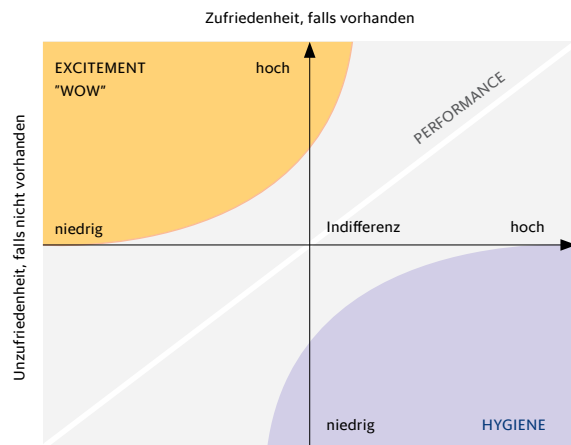 Zufriedenheit, falls vorhanden
EXCITEMENT
"WOW"
hoch
PERFORMANCE
Unzufriedenheit, falls nicht vorhanden
niedrig
Indifferenz
hoch
niedrig
HYGIENE